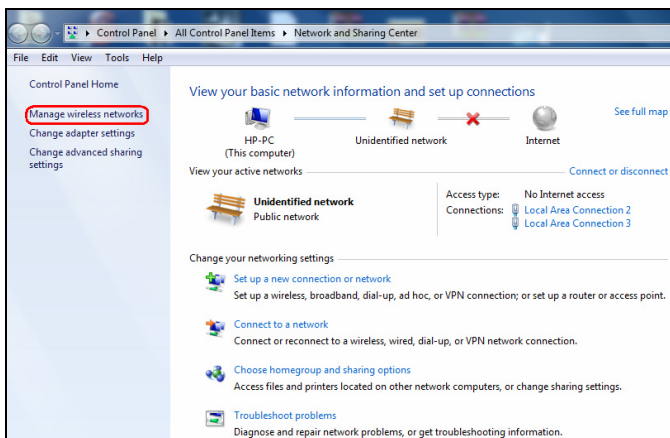 Control Panel ▸ All Control Panel Items ▸ Network and Sharing Center
File Edit View Tools Help
Control Panel Home
Manage wireless networks
Change adapter settings
Change advanced sharing
settings
View your basic network information and set up connections
See full map
HP-PC
(This computer)
Unidentified network
Internet
View your active networks
Connect or disconnect
Unidentified network
Public network
Access type: No Internet access
Connections: Local Area Connection 2
Local Area Connection 3
Change your networking settings
Set up a new connection or network
Set up a wireless, broadband, dial-up, ad hoc, or VPN connection; or set up a router or access point.
Connect to a network
Connect or reconnect to a wireless, wired, dial-up, or VPN network connection.
Choose homegroup and sharing options
Access files and printers located on other network computers, or change sharing settings.
Troubleshoot problems
Diagnose and repair network problems, or get troubleshooting information.